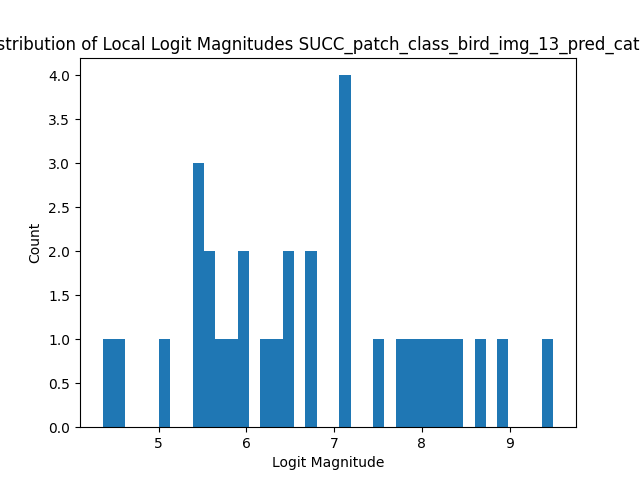 stribution of Local Logit Magnitudes SUCC_patch_class_bird_img_13_pred_cat
4.0
3.5
3.0
2.5
2.0
1.5
1.0
0.5
0.0
Count
5 6 7 8 9
Logit Magnitude